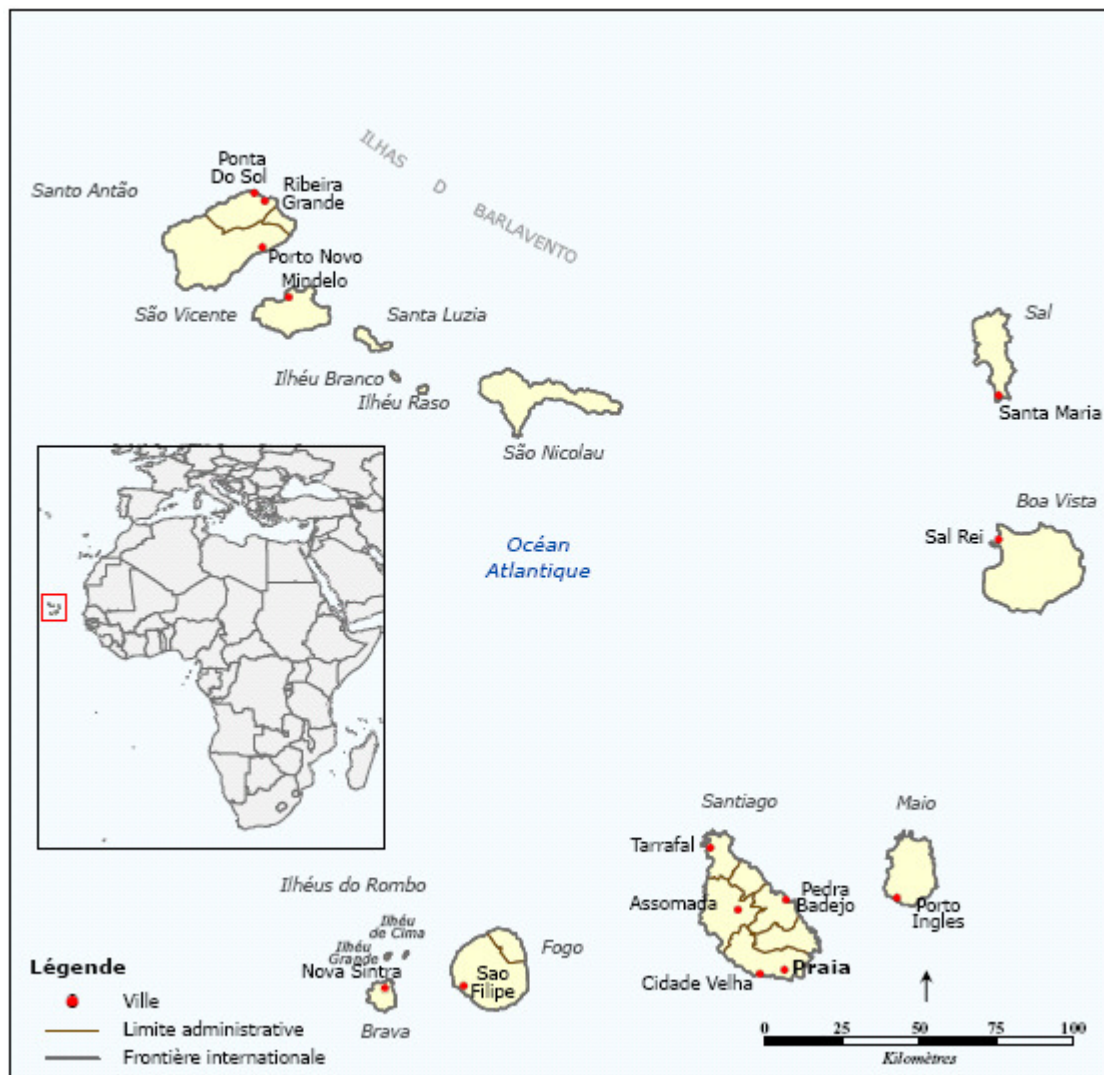 ILHAS D BARLAVENTO
Ponta
Do Sol
Santo Antão
Ribeira
Grande
Porto Novo
Mindelo
São Vicente
Santa Luzia
Sal
Ilhéu Branco
Ilhéu Raso
Santa Maria
São Nicolau
Boa Vista
Sal Rei
Océan
Atlantique
Santiago
Maio
Tarrafal
Ilhéus do Rombo
Assomada
Pedra
Badejo
Porto
Ingles
Ilhéu
de Cima
Ilhéu
Grande
Fogo
Nova Sintra
Sao
Filipe
Praia
Cidade Velha
Brava
Légende
Ville
Limite administrative
Frontière internationale
0 25 50 75 100
Kilomètres